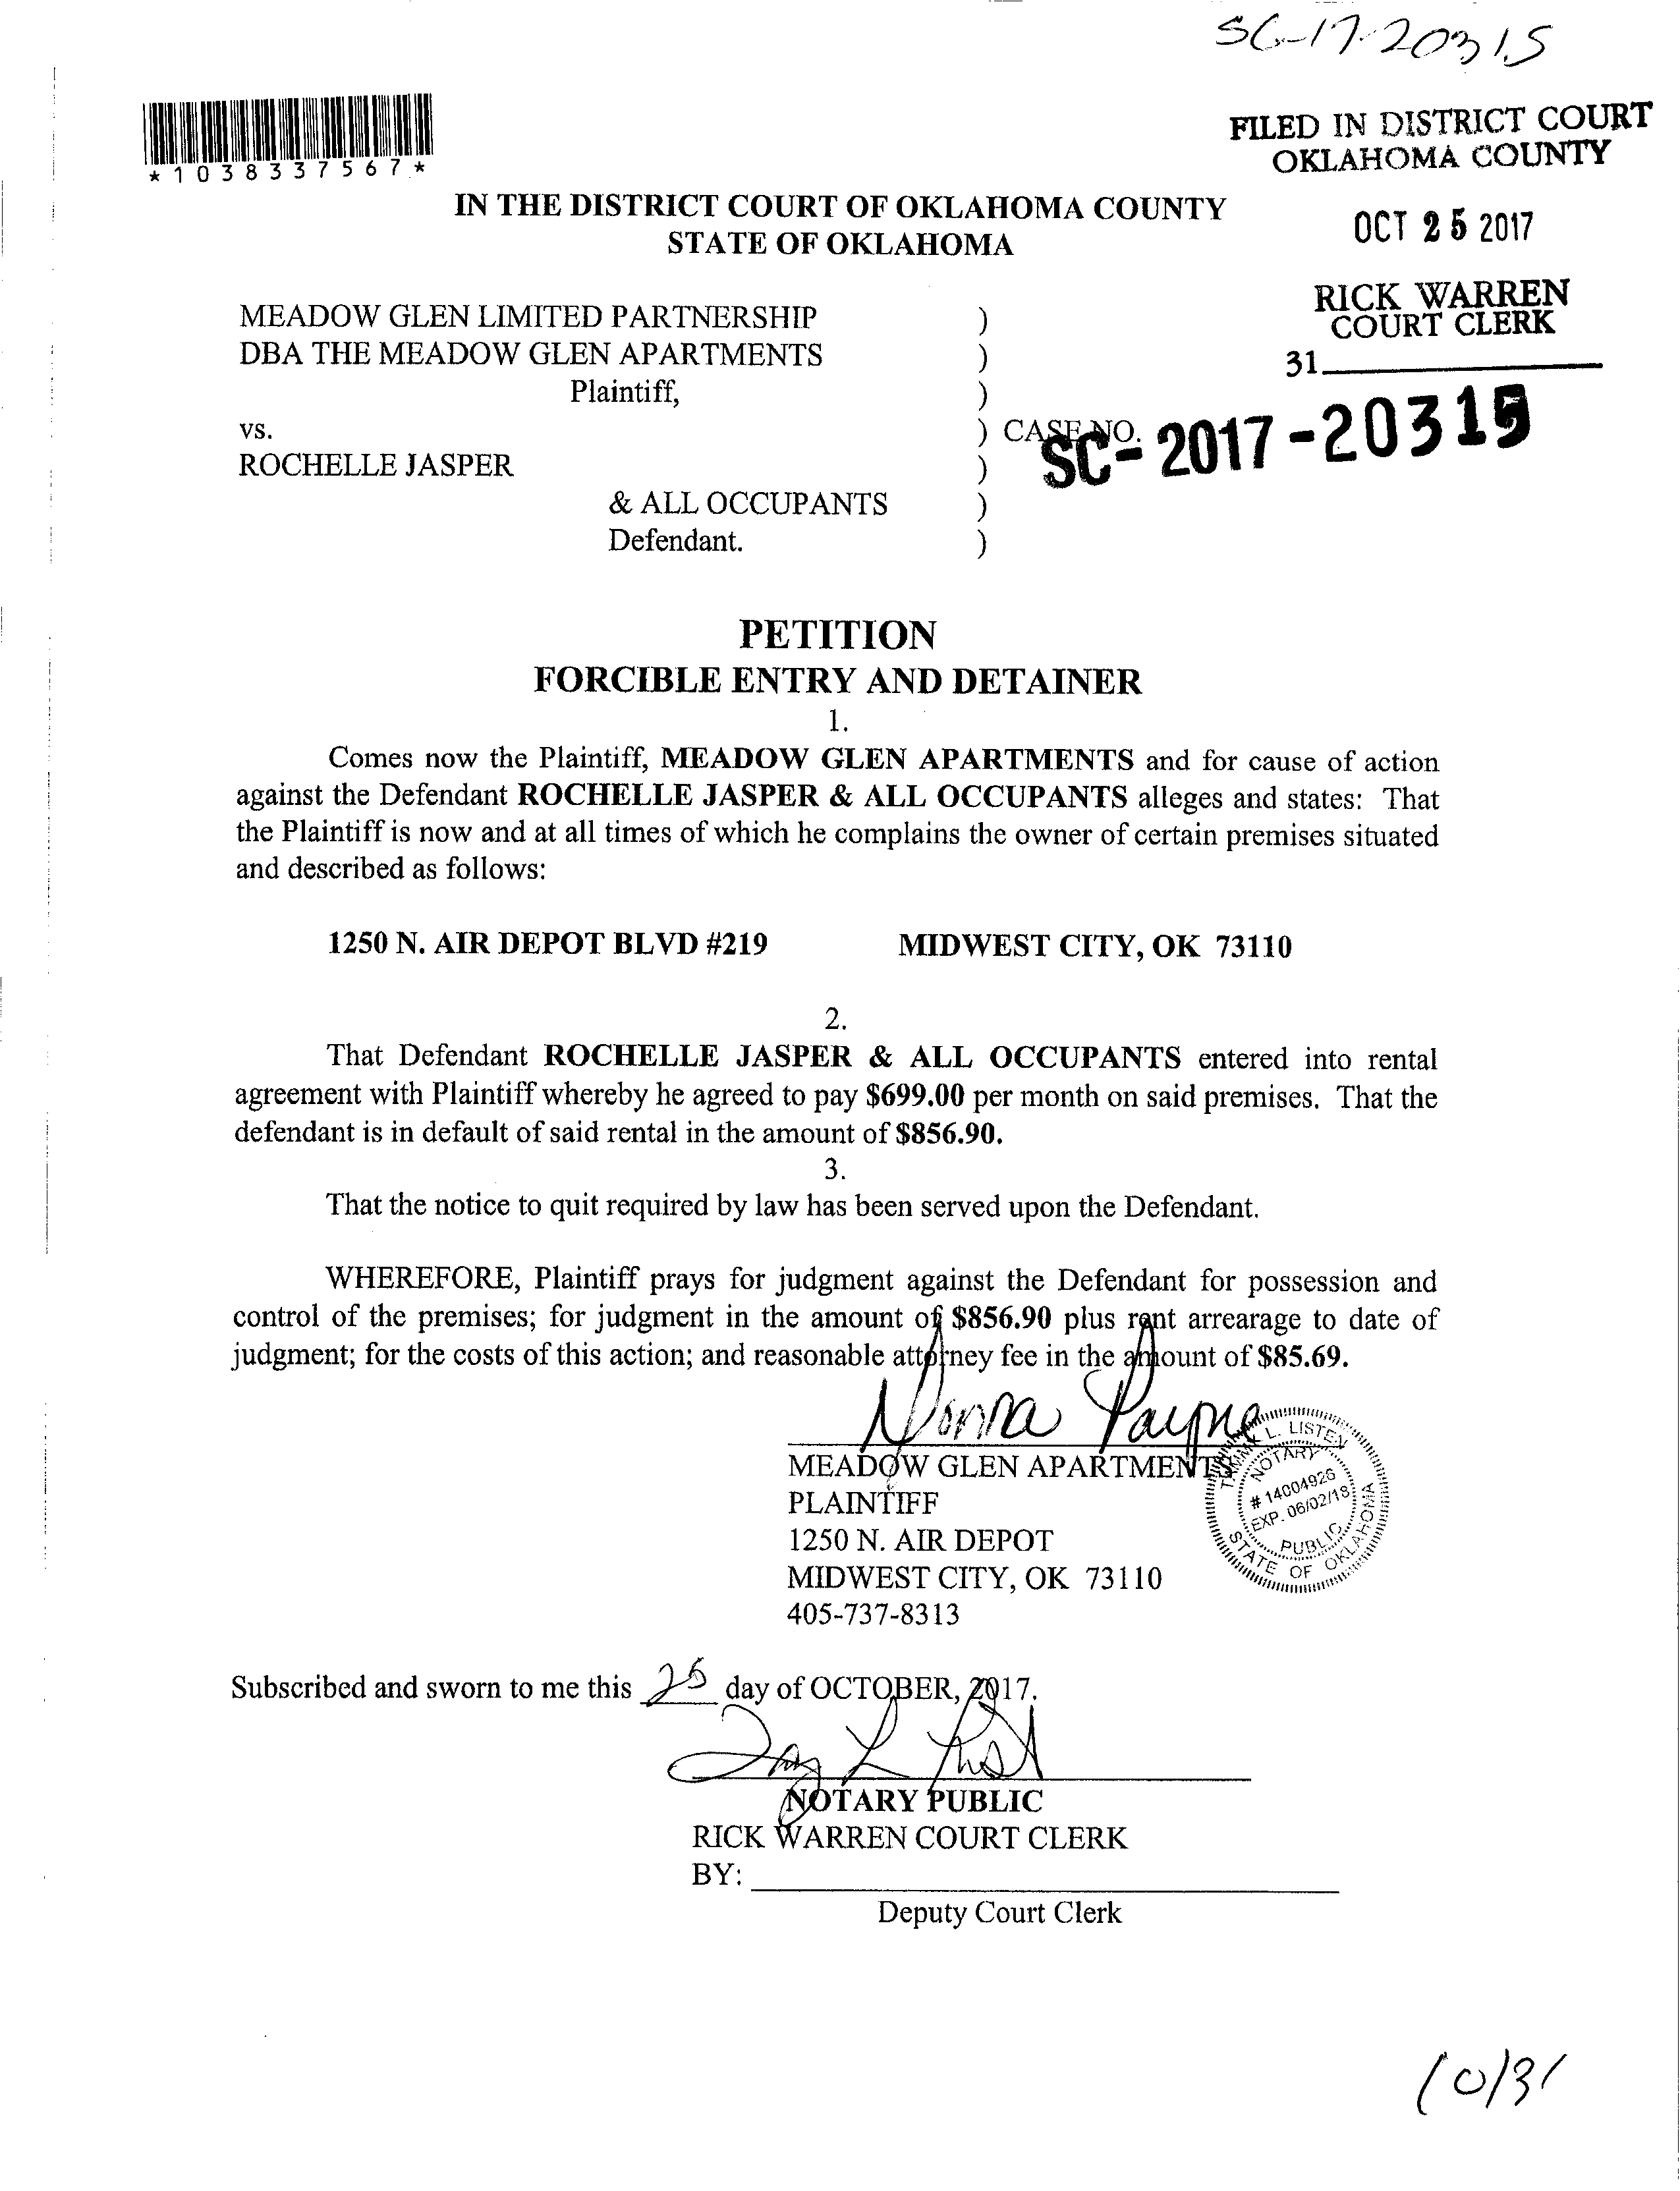 SC-17-20315
*1038337567*
FILED IN DISTRICT COURT
OKLAHOMA COUNTY
IN THE DISTRICT COURT OF OKLAHOMA COUNTY
STATE OF OKLAHOMA
OCT 25 2017
RICK WARREN
COURT CLERK
31
MEADOW GLEN LIMITED PARTNERSHIP )
DBA THE MEADOW GLEN APARTMENTS )
Plaintiff, )
vs. ) CASE NO. SC-2017-20315
ROCHELLE JASPER )
& ALL OCCUPANTS )
Defendant. )
PETITION
FORCIBLE ENTRY AND DETAINER
1.
Comes now the Plaintiff, MEADOW GLEN APARTMENTS and for cause of action
against the Defendant ROCHELLE JASPER & ALL OCCUPANTS alleges and states: That
the Plaintiff is now and at all times of which he complains the owner of certain premises situated
and described as follows:
1250 N. AIR DEPOT BLVD #219 MIDWEST CITY, OK 73110
2.
That Defendant ROCHELLE JASPER & ALL OCCUPANTS entered into rental
agreement with Plaintiff whereby he agreed to pay $699.00 per month on said premises. That the
defendant is in default of said rental in the amount of $856.90.
3.
That the notice to quit required by law has been served upon the Defendant.
WHEREFORE, Plaintiff prays for judgment against the Defendant for possession and
control of the premises; for judgment in the amount of $856.90 plus rent arrearage to date of
judgment; for the costs of this action; and reasonable attorney fee in the amount of $85.69.
Donna Payne
MEADOW GLEN APARTMENTS
PLAINTIFF
1250 N. AIR DEPOT
MIDWEST CITY, OK 73110
405-737-8313
L. LISTEN
NOTARY
# 14004926
EXP. 06/02/18
PUBLIC
STATE OF OKLAHOMA
Subscribed and sworn to me this 25 day of OCTOBER, 2017.
NOTARY PUBLIC
RICK WARREN COURT CLERK
BY:
Deputy Court Clerk
10/31